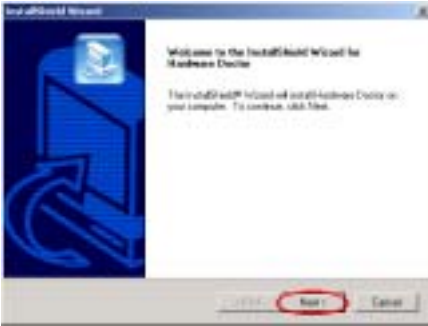 InstallShield Wizard
Welcome to the InstallShield Wizard for
Hardware Doctor
The InstallShield® Wizard will install Hardware Doctor on
your computer. To continue, click Next.
Next >
Cancel